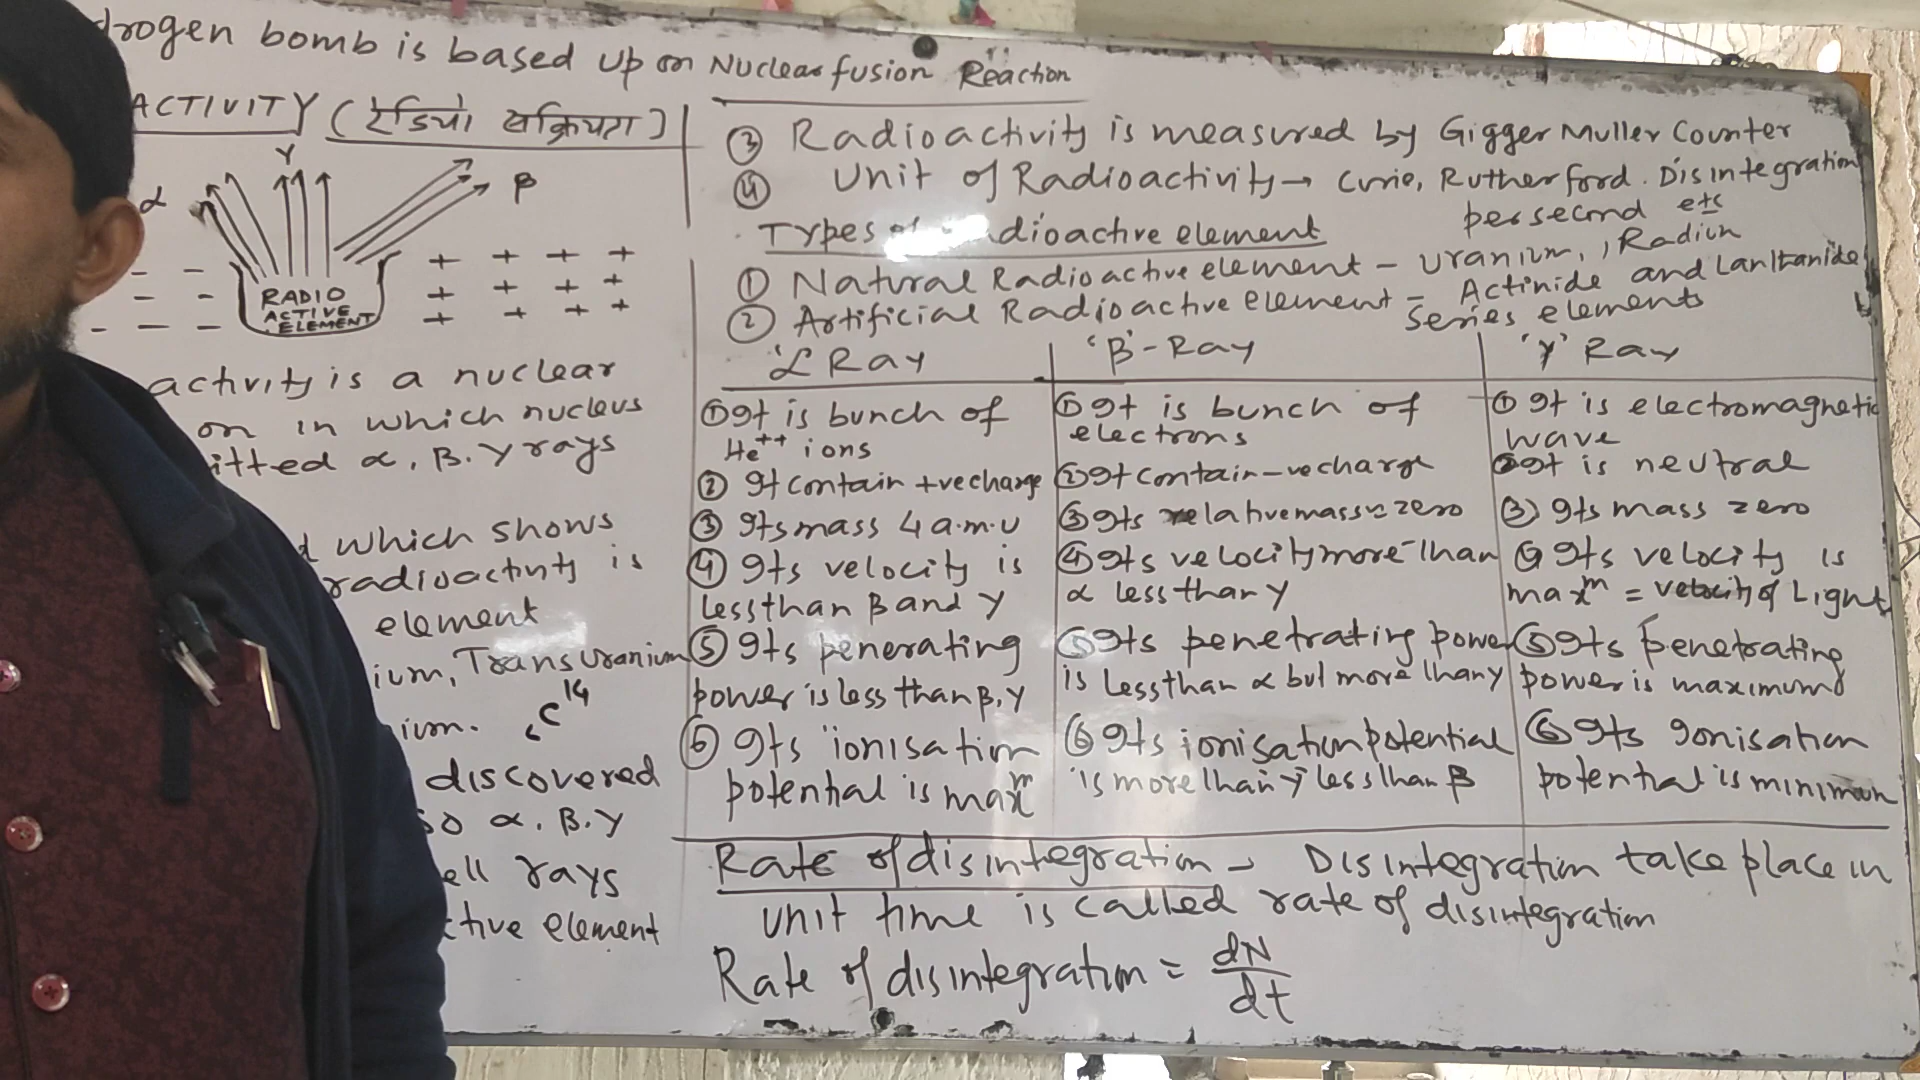 drogen bomb is based upon Nuclear fusion Reaction
ACTIVITY (रेडियो सक्रियता)
γ
α
β
- - + + + +
- - + + + +
- - - + + + +
RADIO
ACTIVE
ELEMENT
activity is a nuclear
on in which nucleus
itted α, β, γ rays
which shows
radioactivity is
element
ium, TransUranium
ium. ₆C¹⁴
discovered
so α, β, γ
ell rays
ctive element
③ Radioactivity is measured by Gigger Muller Counter
④ Unit of Radioactivity → Curie, Rutherford. Disintegration
per second etc
Types of dioactive element
① Natural Radioactive element - Uranium, Radium
② Artificial Radioactive element - Actinide and Lanthanide
Series elements
α Ray
① It is bunch of
He⁺⁺ ions
② It contain +ve charge
③ Its mass 4 a.m.u
④ Its velocity is
less than β and γ
⑤ Its penerating
power is less than β, γ
⑥ Its ionisation
potential is maxᵐ
'β'-Ray
① It is bunch of
electrons
② It contain -ve charge
③ Its relative mass = zero
④ Its velocity more than
α less than γ
⑤ Its penetrating power
is less than α but more than γ
⑥ Its ionisation potential
is more than γ less than β
'γ' Ray
① It is electromagnetic
wave
② It is neutral
③ Its mass zero
④ Its velocity is
maxᵐ = velocity of Light
⑤ Its penetrating
power is maximum
⑥ Its Ionisation
potential is minimum
Rate of disintegration → Disintegration take place in
unit time is called rate of disintegration
Rate of disintegration = dN/dt